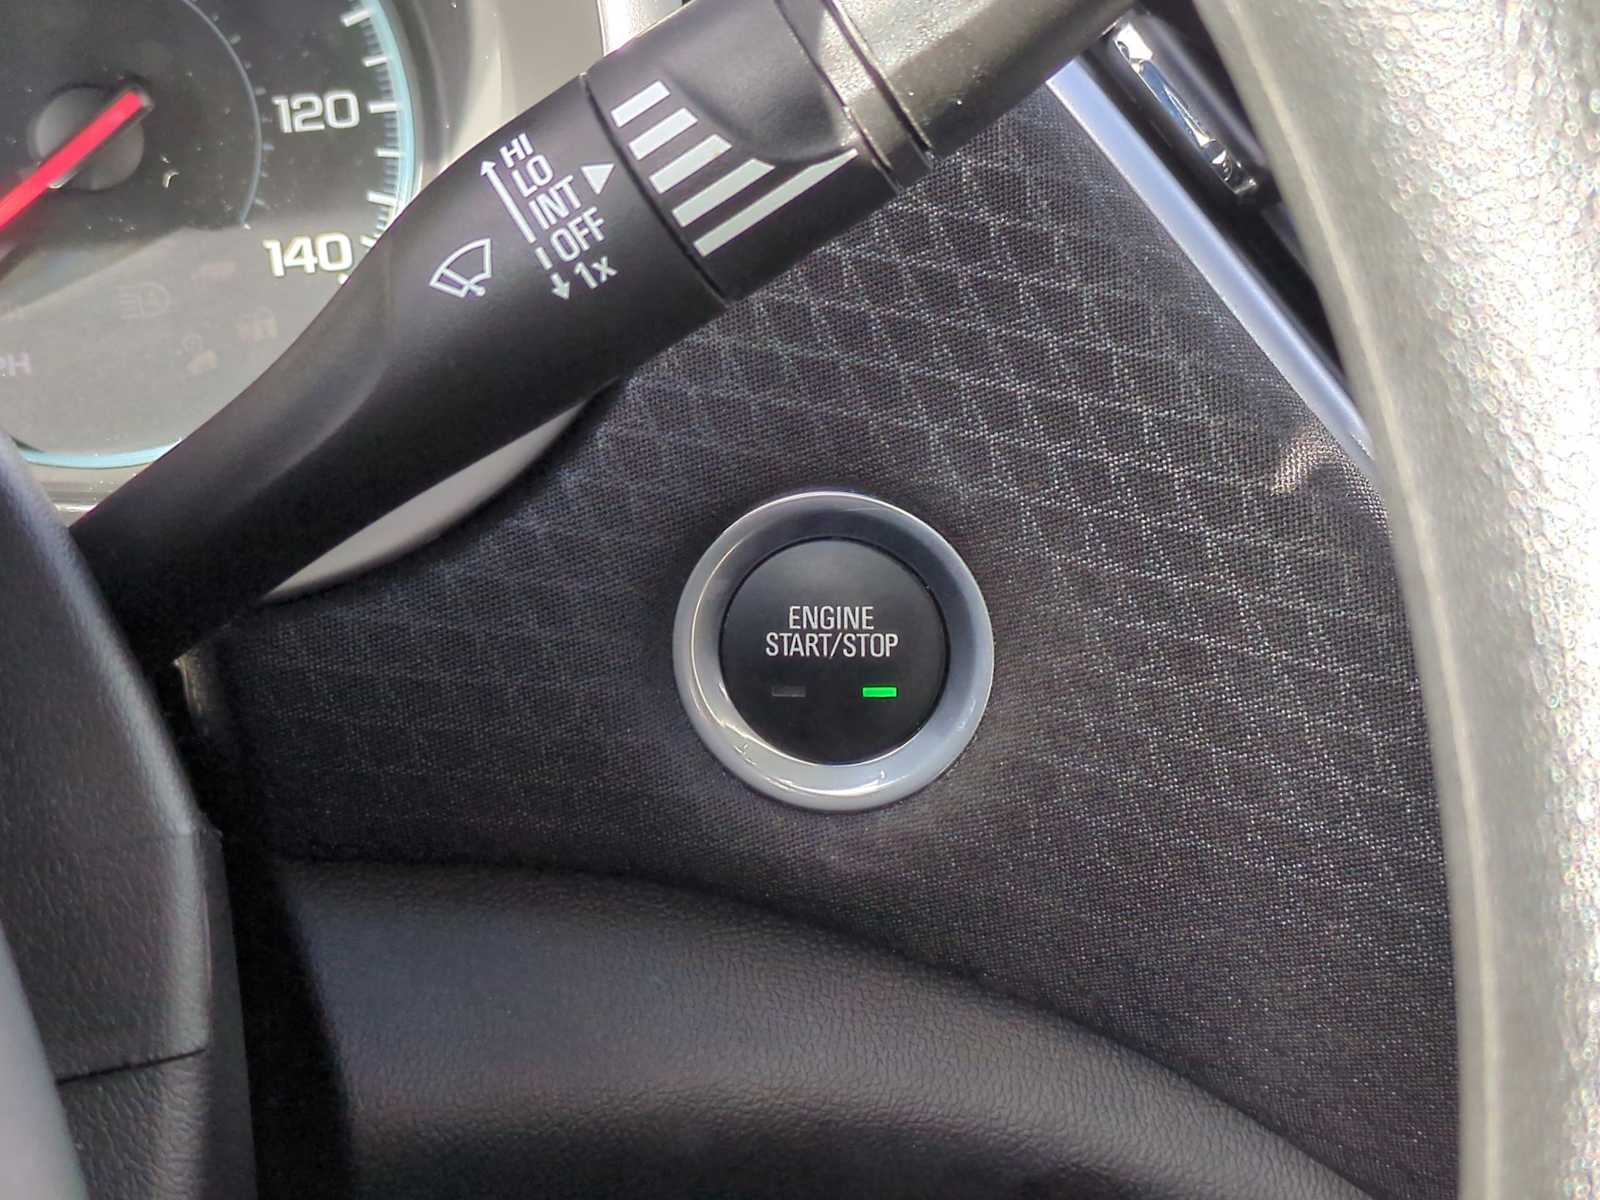 120
140
HI
LO
INT
OFF
1x
ENGINE
START/STOP